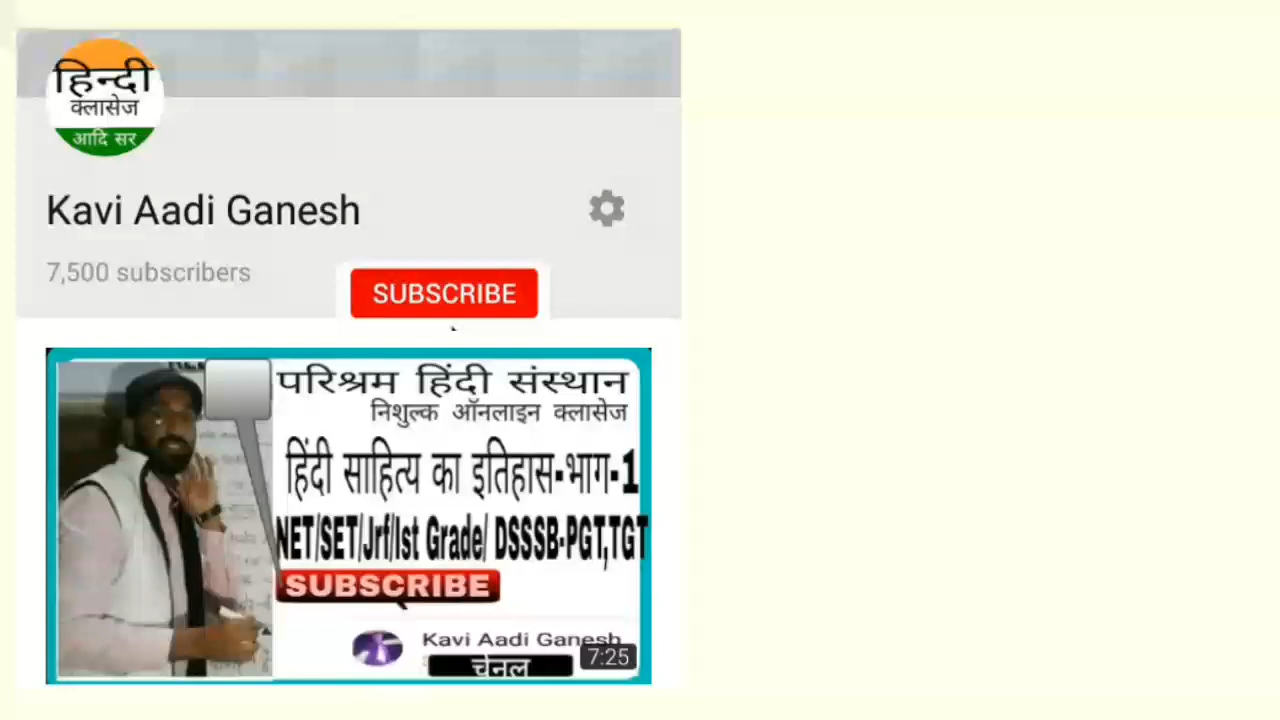 हिन्दी
क्लासेज
आदि सर
Kavi Aadi Ganesh
7,500 subscribers
SUBSCRIBE
परिश्रम हिंदी संस्थान
निशुल्क ऑनलाइन क्लासेज
हिंदी साहित्य का इतिहास-भाग-1
NET/SET/Jrf/Ist Grade/ DSSSB-PGT,TGT
SUBSCRIBE
Kavi Aadi Ganesh
चेनल
7:25